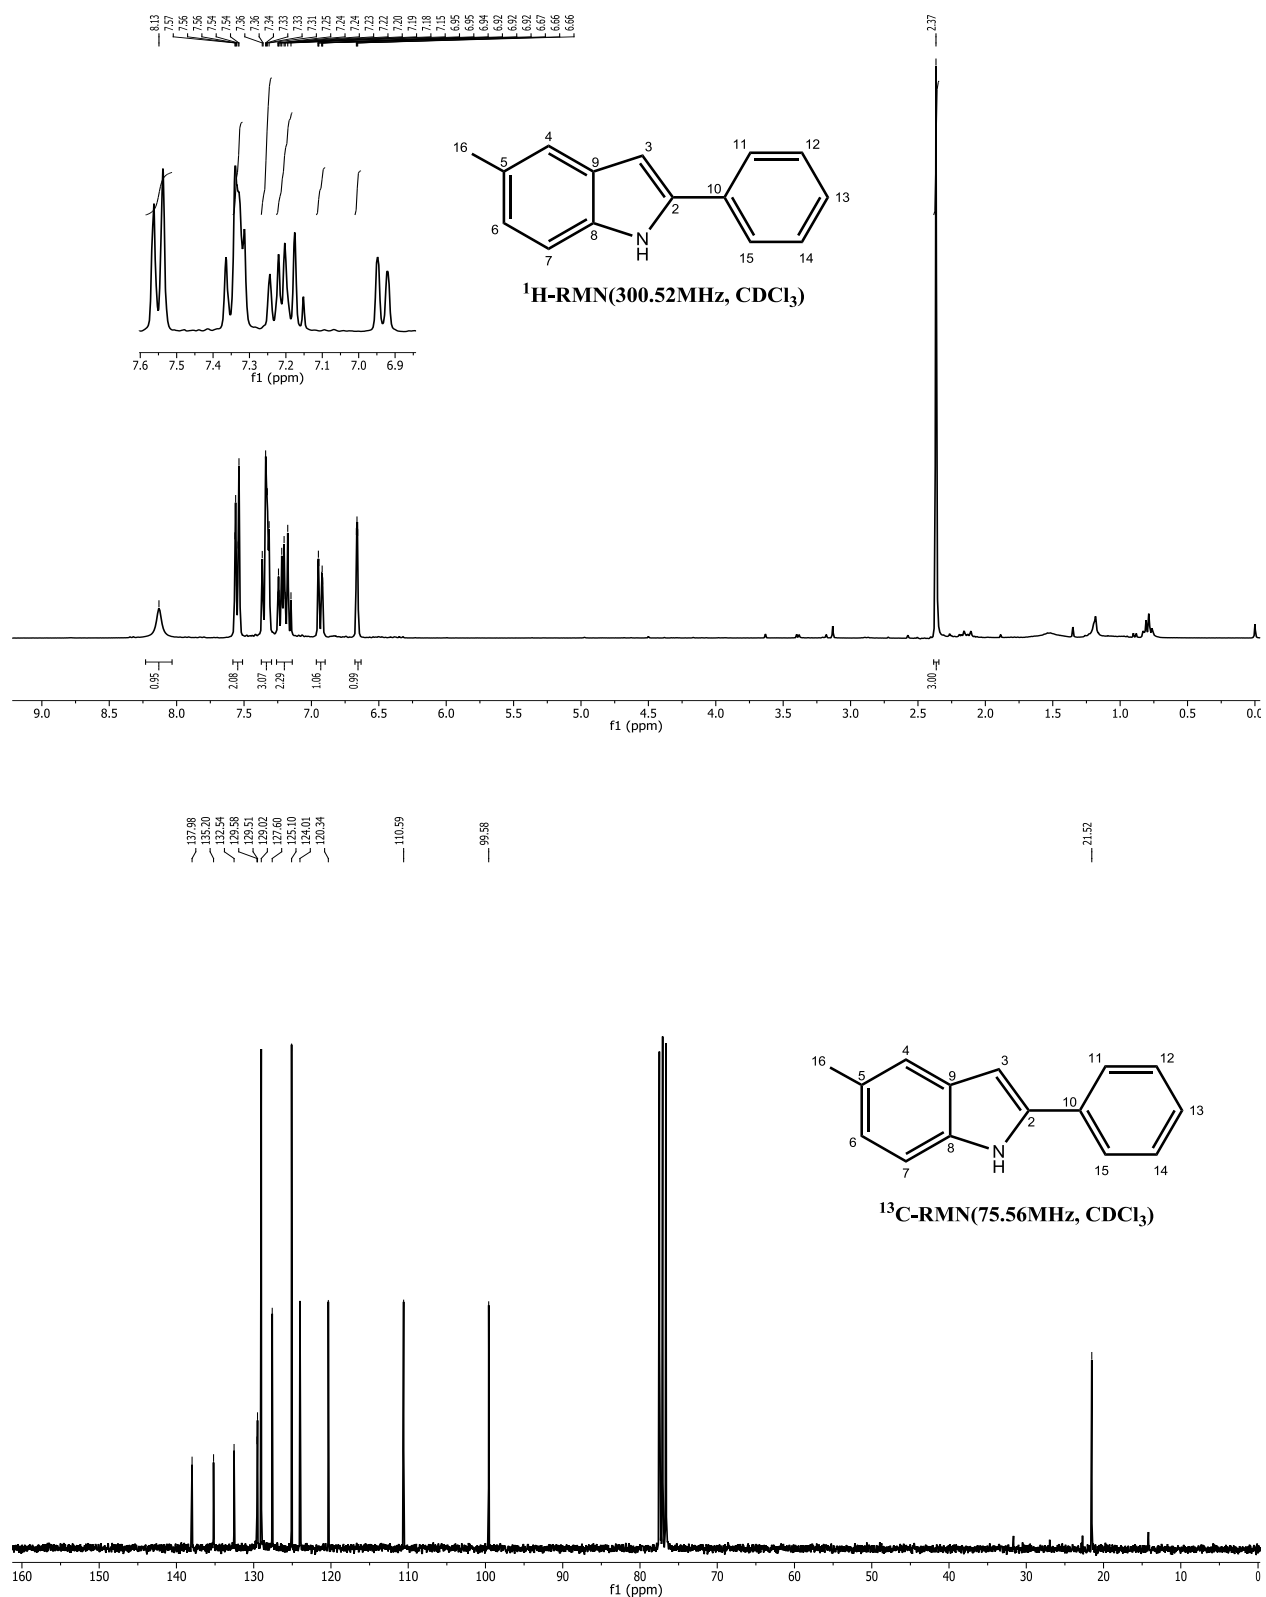 8.13 7.57 7.56 7.56 7.54 7.54 7.36 7.36 7.34 7.33 7.33 7.31 7.25 7.24 7.24 7.23 7.22 7.20 7.19 7.18 7.15 6.95 6.95 6.94 6.92 6.92 6.92 6.67 6.66 6.66 2.37
16 5 4 9 3 11 12
6 7 8 N H 2 10 13
15 14
¹H-RMN(300.52MHz, CDCl₃)
7.6 7.5 7.4 7.3 7.2 7.1 7.0 6.9
f1 (ppm)
0.95 2.08 3.07 2.29 1.06 0.99 3.00
9.0 8.5 8.0 7.5 7.0 6.5 6.0 5.5 5.0 4.5 4.0 3.5 3.0 2.5 2.0 1.5 1.0 0.5 0.0
f1 (ppm)
137.98 135.20 132.54 129.58 129.51 129.02 127.60 125.10 124.01 120.34 110.59 99.58 21.52
16 5 4 9 3 11 12
6 7 8 N H 2 10 13
15 14
¹³C-RMN(75.56MHz, CDCl₃)
160 150 140 130 120 110 100 90 80 70 60 50 40 30 20 10 0
f1 (ppm)